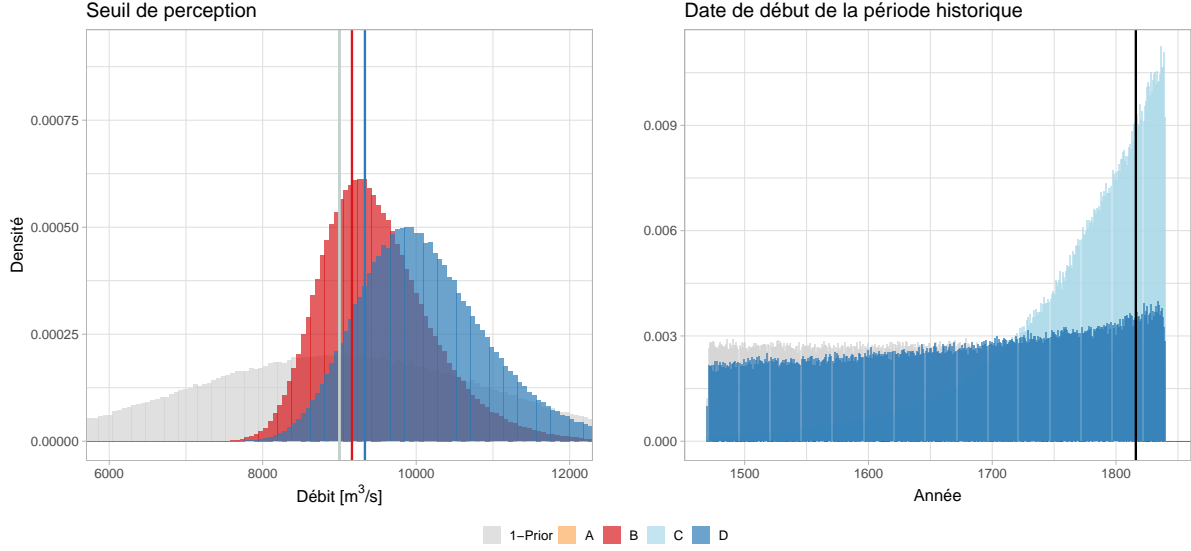 Seuil de perception
Date de début de la période historique
Densité
0.00075
0.00050
0.00025
0.00000
6000 8000 10000 12000
Débit [m³/s]
0.009
0.006
0.003
0.000
1500 1600 1700 1800
Année
1−Prior A B C D